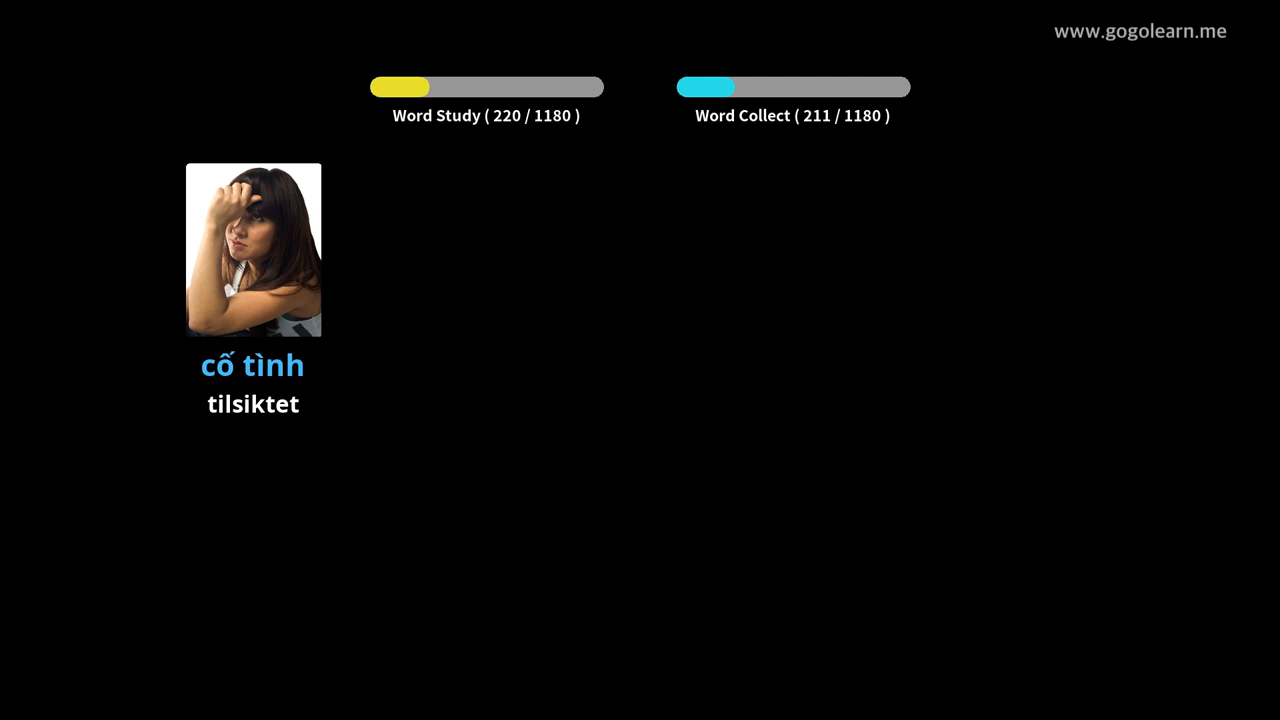 www.gogolearn.me
Word Study ( 220 / 1180 )
Word Collect ( 211 / 1180 )
cố tình
tilsiktet